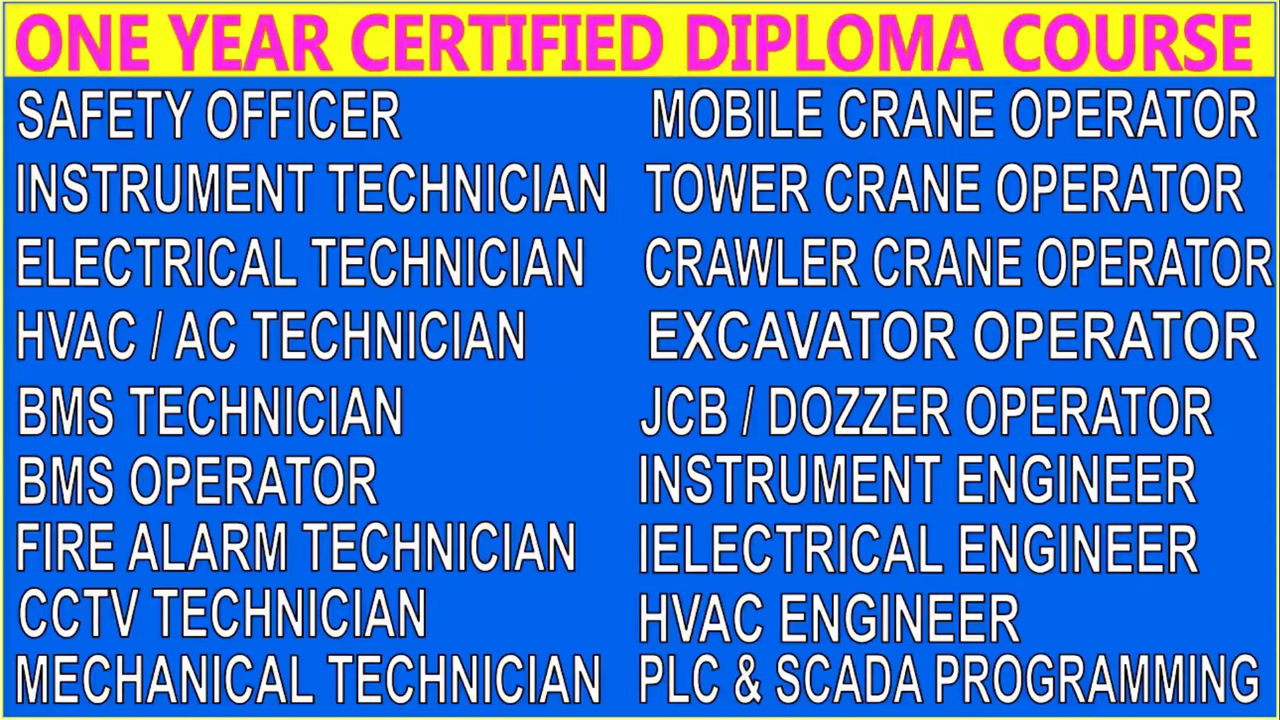 ONE YEAR CERTIFIED DIPLOMA COURSE
SAFETY OFFICER
INSTRUMENT TECHNICIAN
ELECTRICAL TECHNICIAN
HVAC / AC TECHNICIAN
BMS TECHNICIAN
BMS OPERATOR
FIRE ALARM TECHNICIAN
CCTV TECHNICIAN
MECHANICAL TECHNICIAN
MOBILE CRANE OPERATOR
TOWER CRANE OPERATOR
CRAWLER CRANE OPERATOR
EXCAVATOR OPERATOR
JCB / DOZZER OPERATOR
INSTRUMENT ENGINEER
IELECTRICAL ENGINEER
HVAC ENGINEER
PLC & SCADA PROGRAMMING